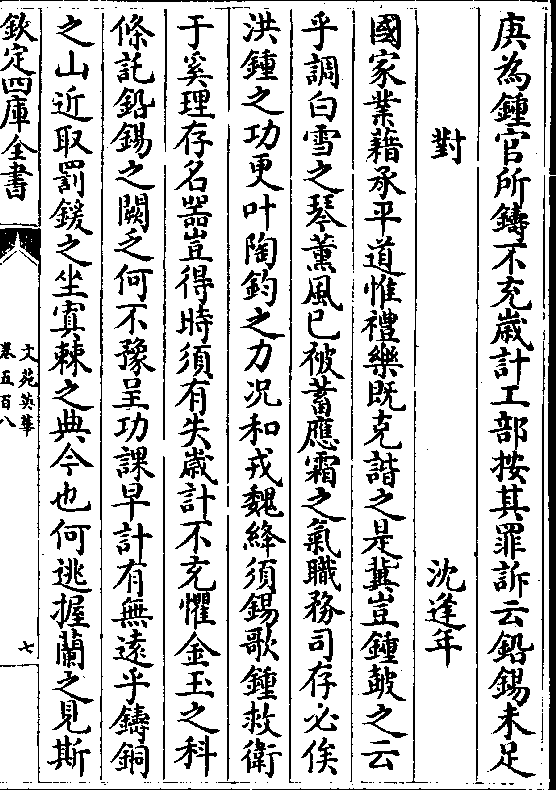 庾為鍾官所鑄不充歲計工部按其罪訴云鉛錫未足
對 沈逢年
國家業藉承平道惟禮樂既克諧之是冀豈鍾皷之云
乎調白雪之琴薰風已被蓄應霜之氣職務司存必俟
洪鍾之功更叶陶鈞之力况和戎魏絳須錫歌鍾救衛
于奚理存名器豈得時須有失歲計不充懼金玉之科
條託鉛錫之闕乏何不豫呈功課早計有無遠乎鑄銅
之山近取罰鍰之坐寘棘之典今也何逃握蘭之見斯
欽定四庫全書
文苑英華
卷五百八
七